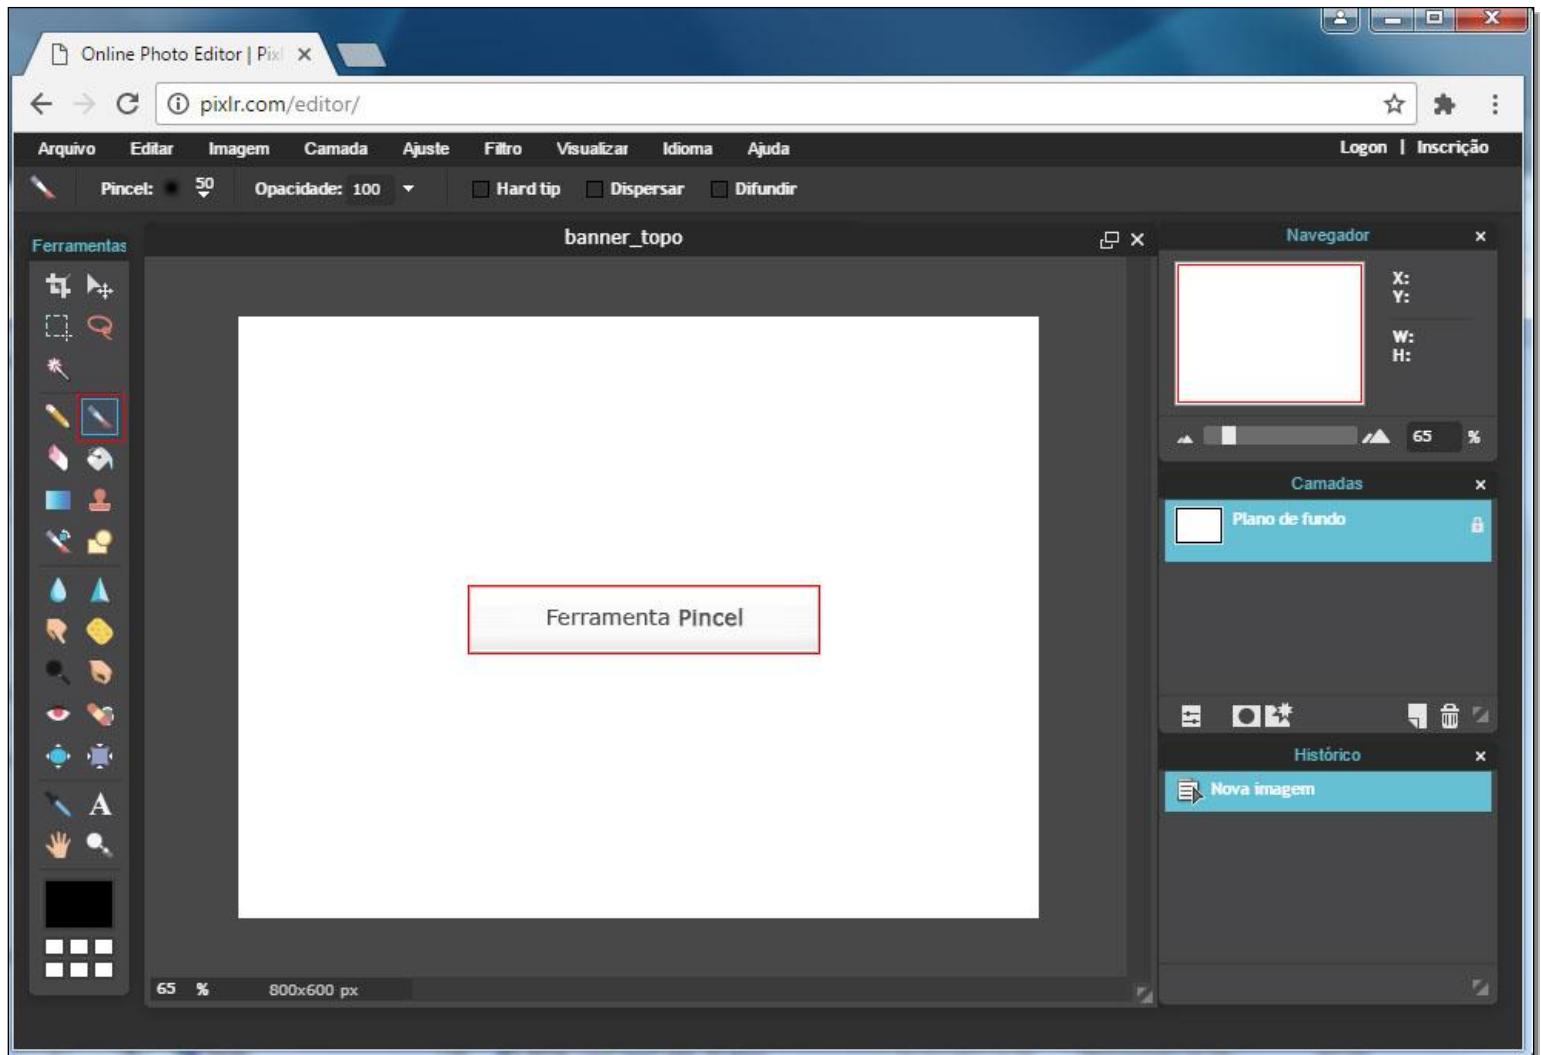 Online Photo Editor | Pixl
pixlr.com/editor/
Arquivo Editar Imagem Camada Ajuste Filtro Visualizar Idioma Ajuda Logon | Inscrição
Pincel: 50 Opacidade: 100 Hard tip Dispersar Difundir
Ferramentas
banner_topo
Navegador
X:
Y:
W:
H:
65 %
Camadas
Plano de fundo
Ferramenta Pincel
Histórico
Nova imagem
A
65 % 800x600 px